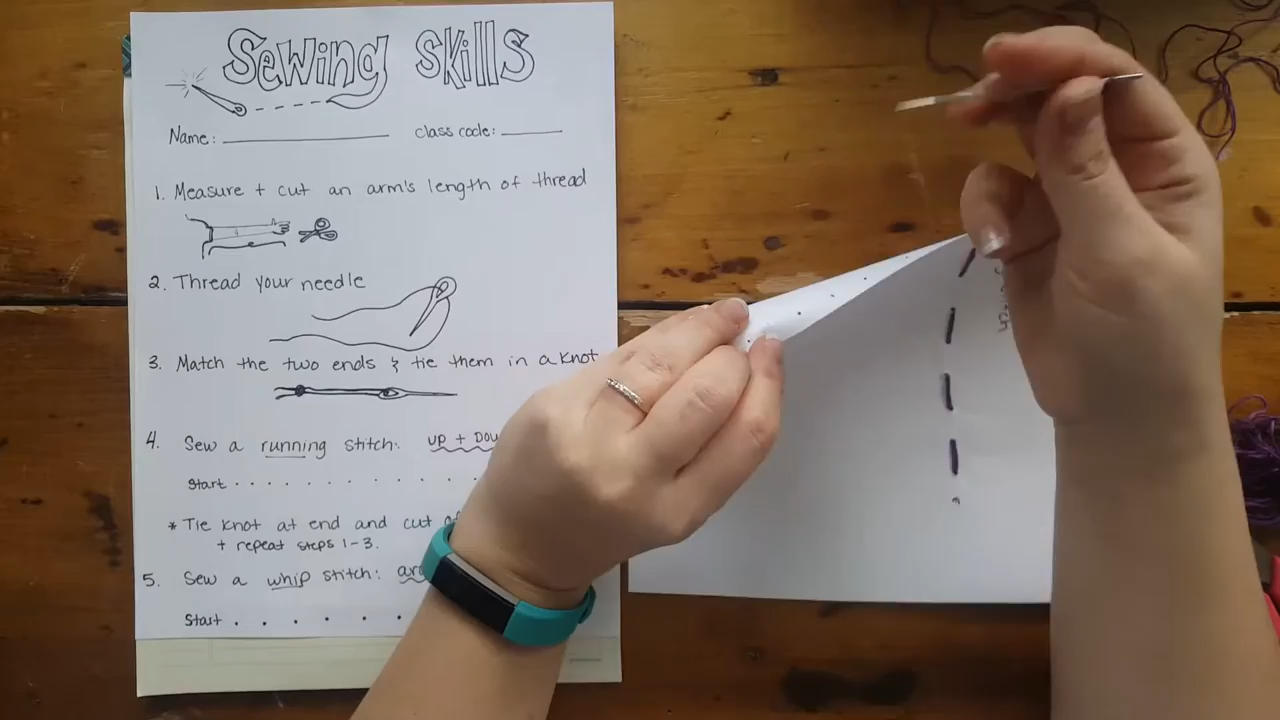 Sewing Skills
Name: ____________ class code: ______
1. Measure + cut an arm's length of thread
2. Thread your needle
3. Match the two ends & tie them in a knot
4. Sew a running stitch: up + dow
Start
* Tie knot at end and cut
+ repeat steps 1-3.
5. Sew a whip stitch:
Start